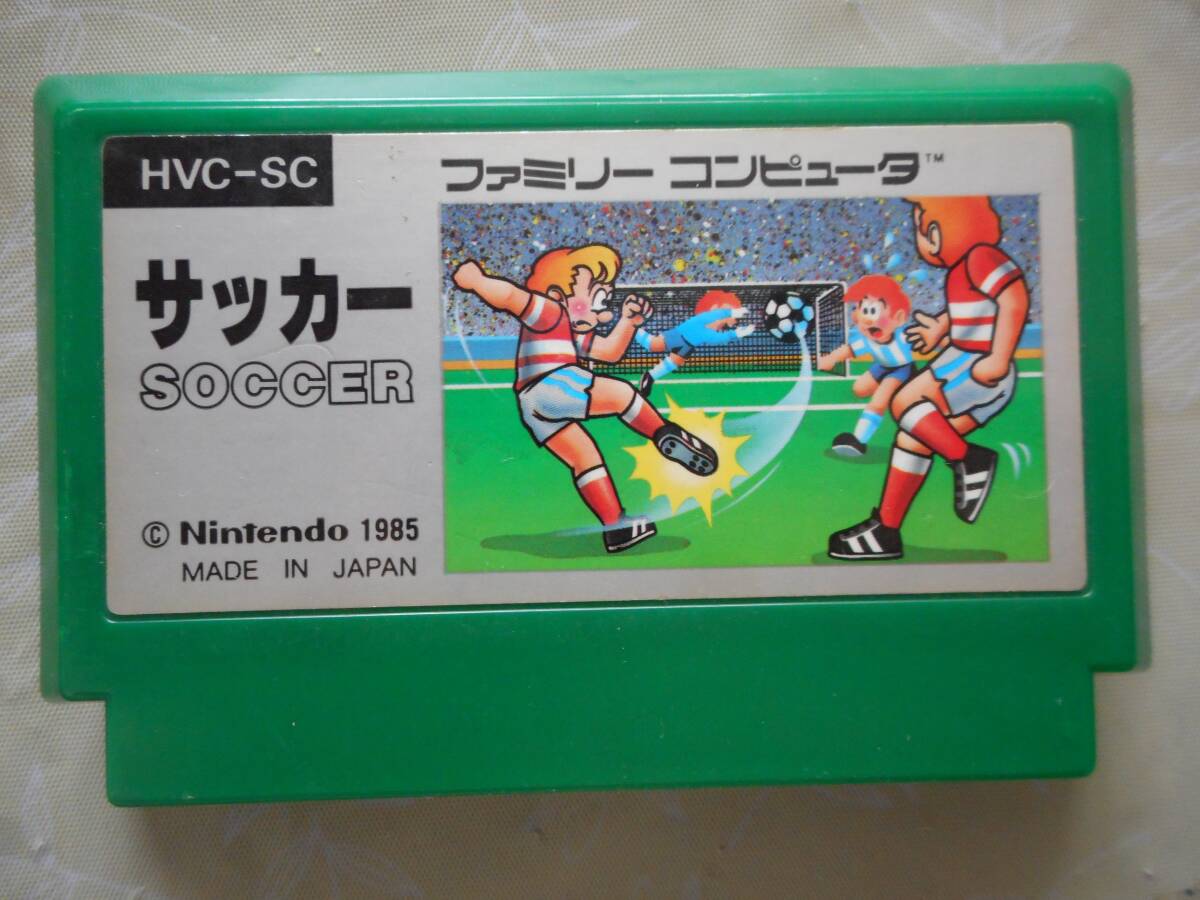 HVC-SC
ファミリー コンピュータ™
サッカー
SOCCER
© Nintendo 1985
MADE IN JAPAN